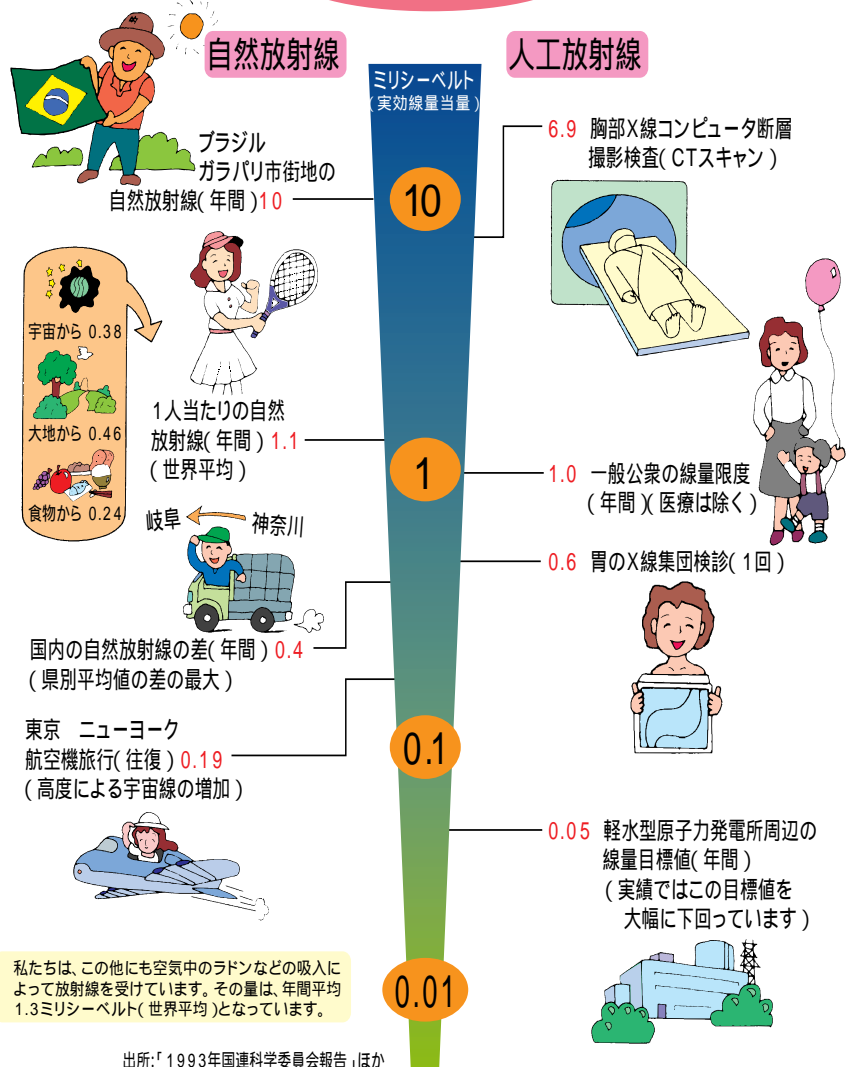 自然放射線
人工放射線
ミリシーベルト
(実効線量当量)
ブラジル
ガラパリ市街地の
自然放射線(年間)10
10
6.9 胸部X線コンピュータ断層
撮影検査(CTスキャン)
宇宙から 0.38
大地から 0.46
食物から 0.24
1人当たりの自然
放射線(年間)1.1
(世界平均)
1
1.0 一般公衆の線量限度
(年間)(医療は除く)
岐阜
神奈川
0.6 胃のX線集団検診(1回)
国内の自然放射線の差(年間)0.4
(県別平均値の差の最大)
東京 ニューヨーク
航空機旅行(往復)0.19
(高度による宇宙線の増加)
0.1
0.05 軽水型原子力発電所周辺の
線量目標値(年間)
(実績ではこの目標値を
大幅に下回っています)
私たちは、この他にも空気中のラドンなどの吸入に
よって放射線を受けています。その量は、年間平均
1.3ミリシーベルト(世界平均)となっています。
0.01
出所:「1993年国連科学委員会報告」ほか